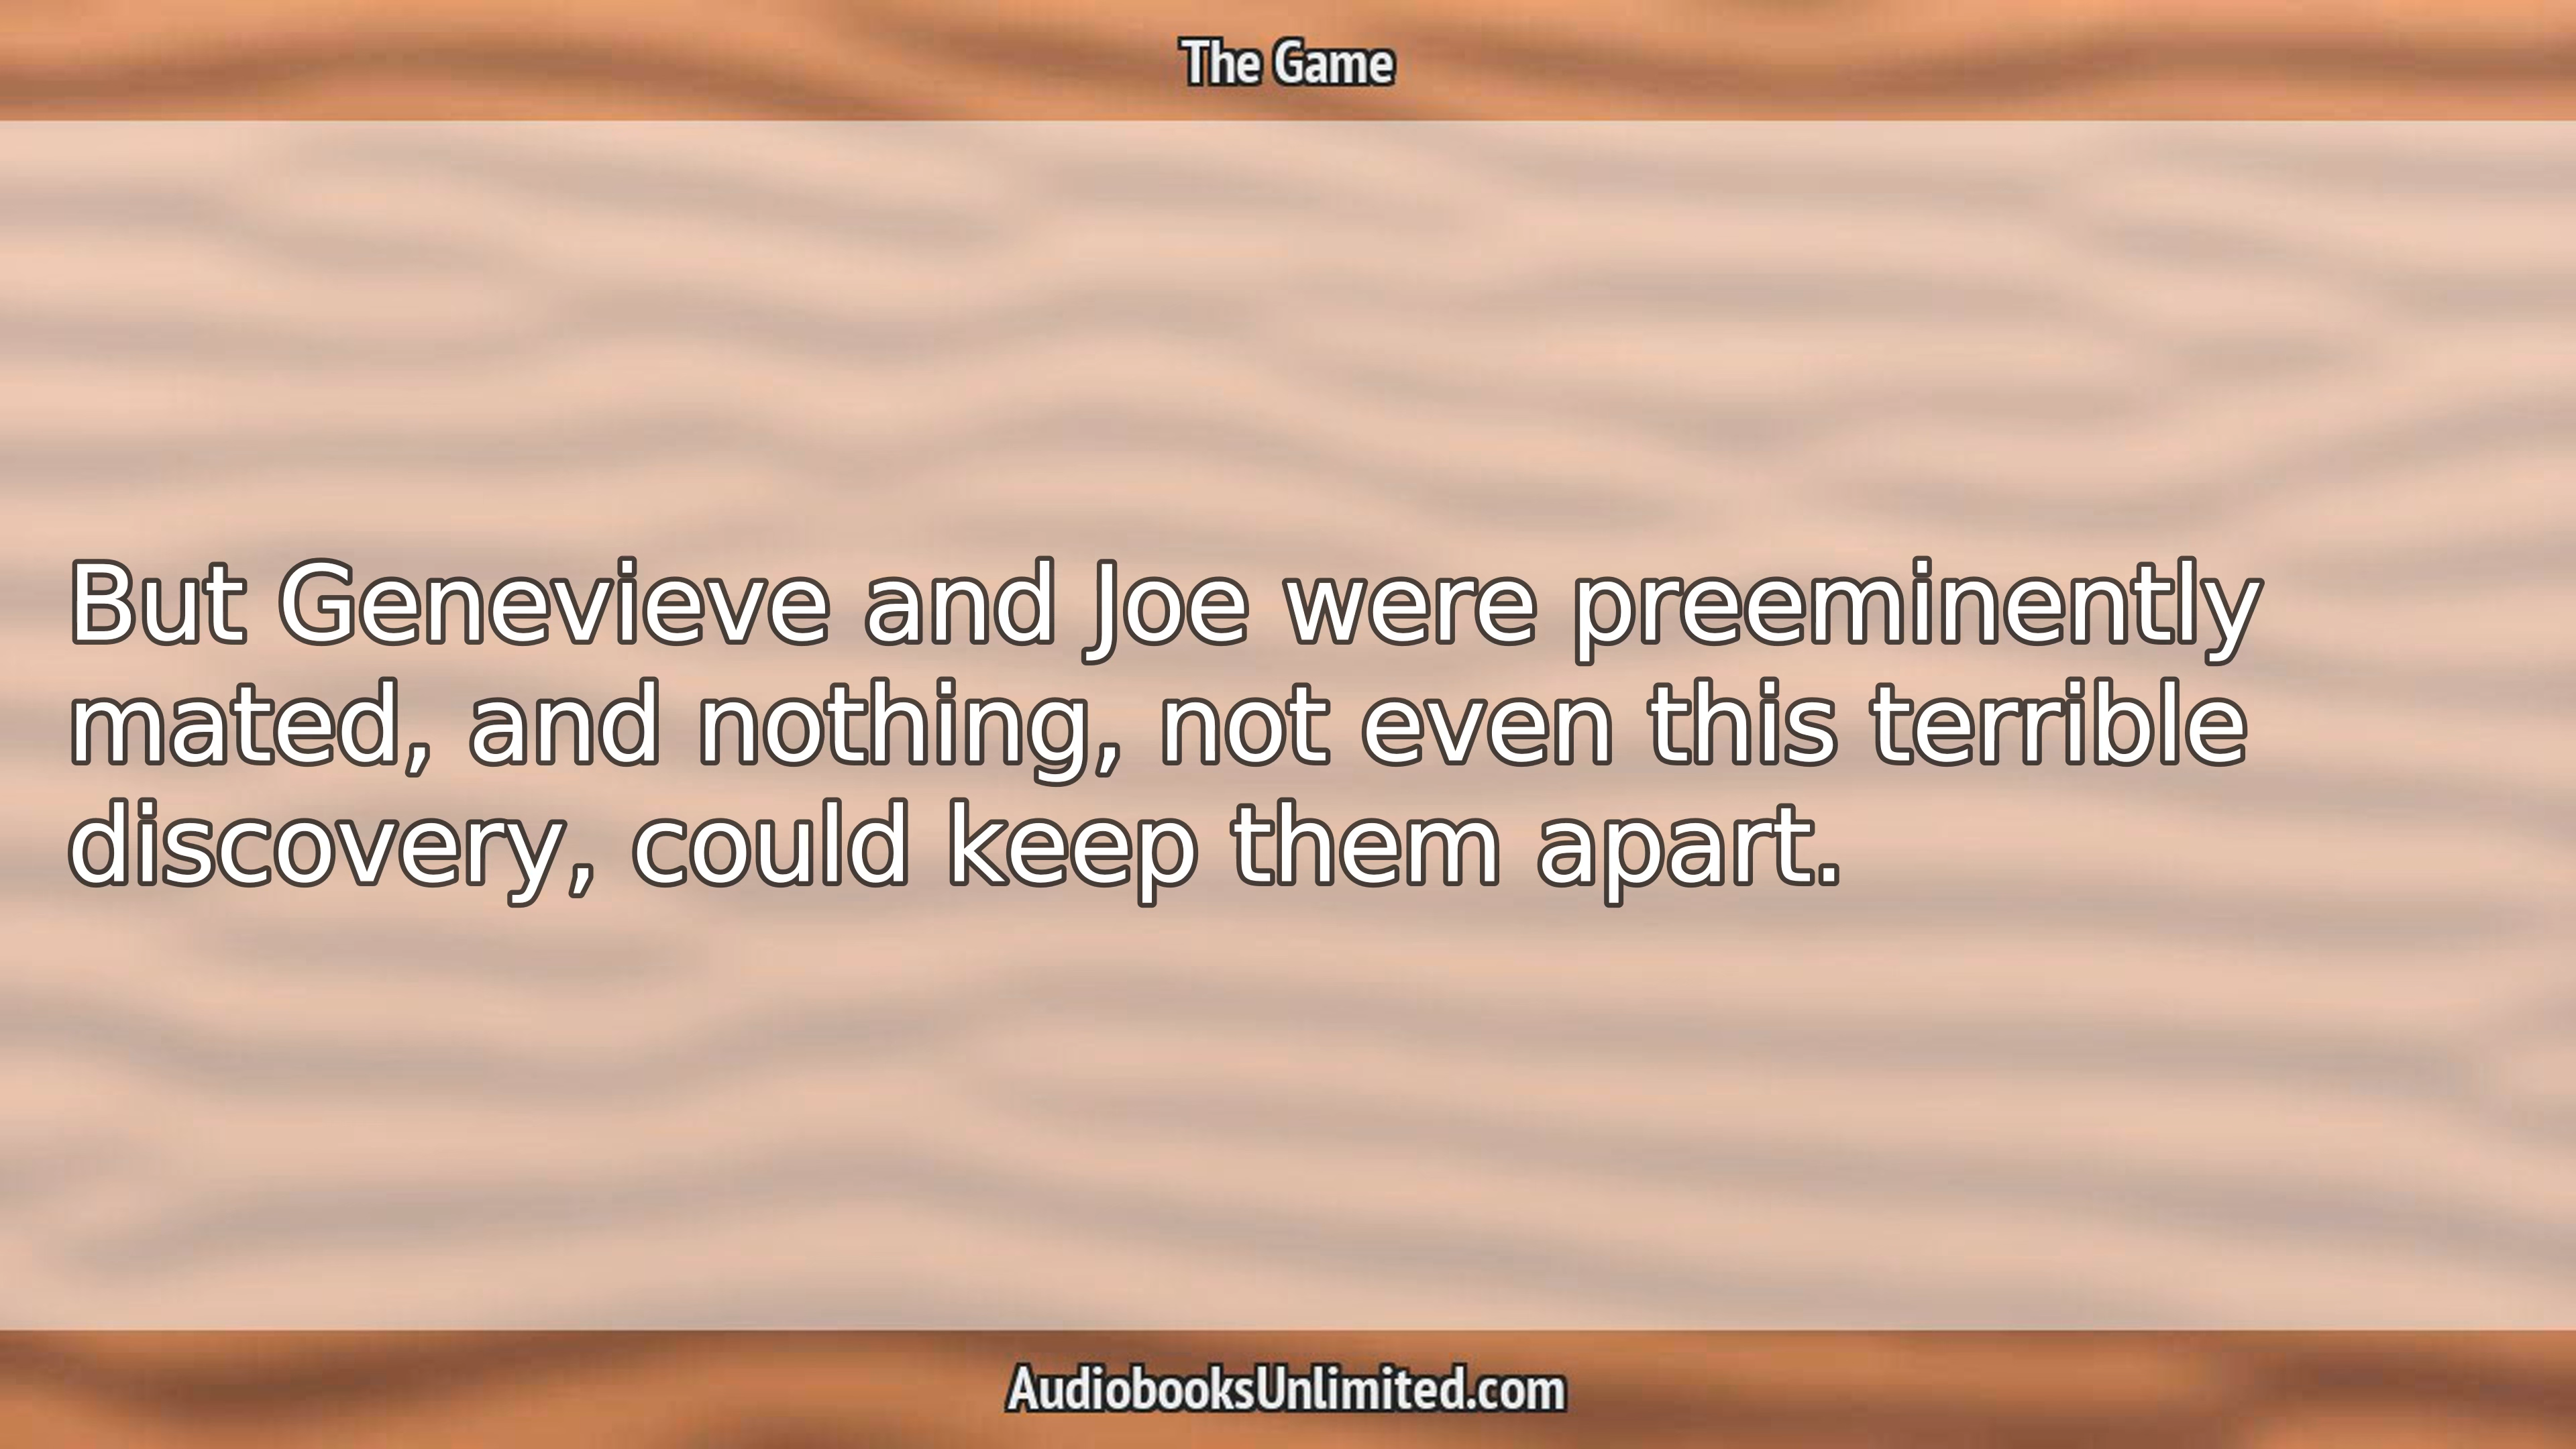 The Game
But Genevieve and Joe were preeminently
mated, and nothing, not even this terrible
discovery, could keep them apart.
AudiobooksUnlimited.com